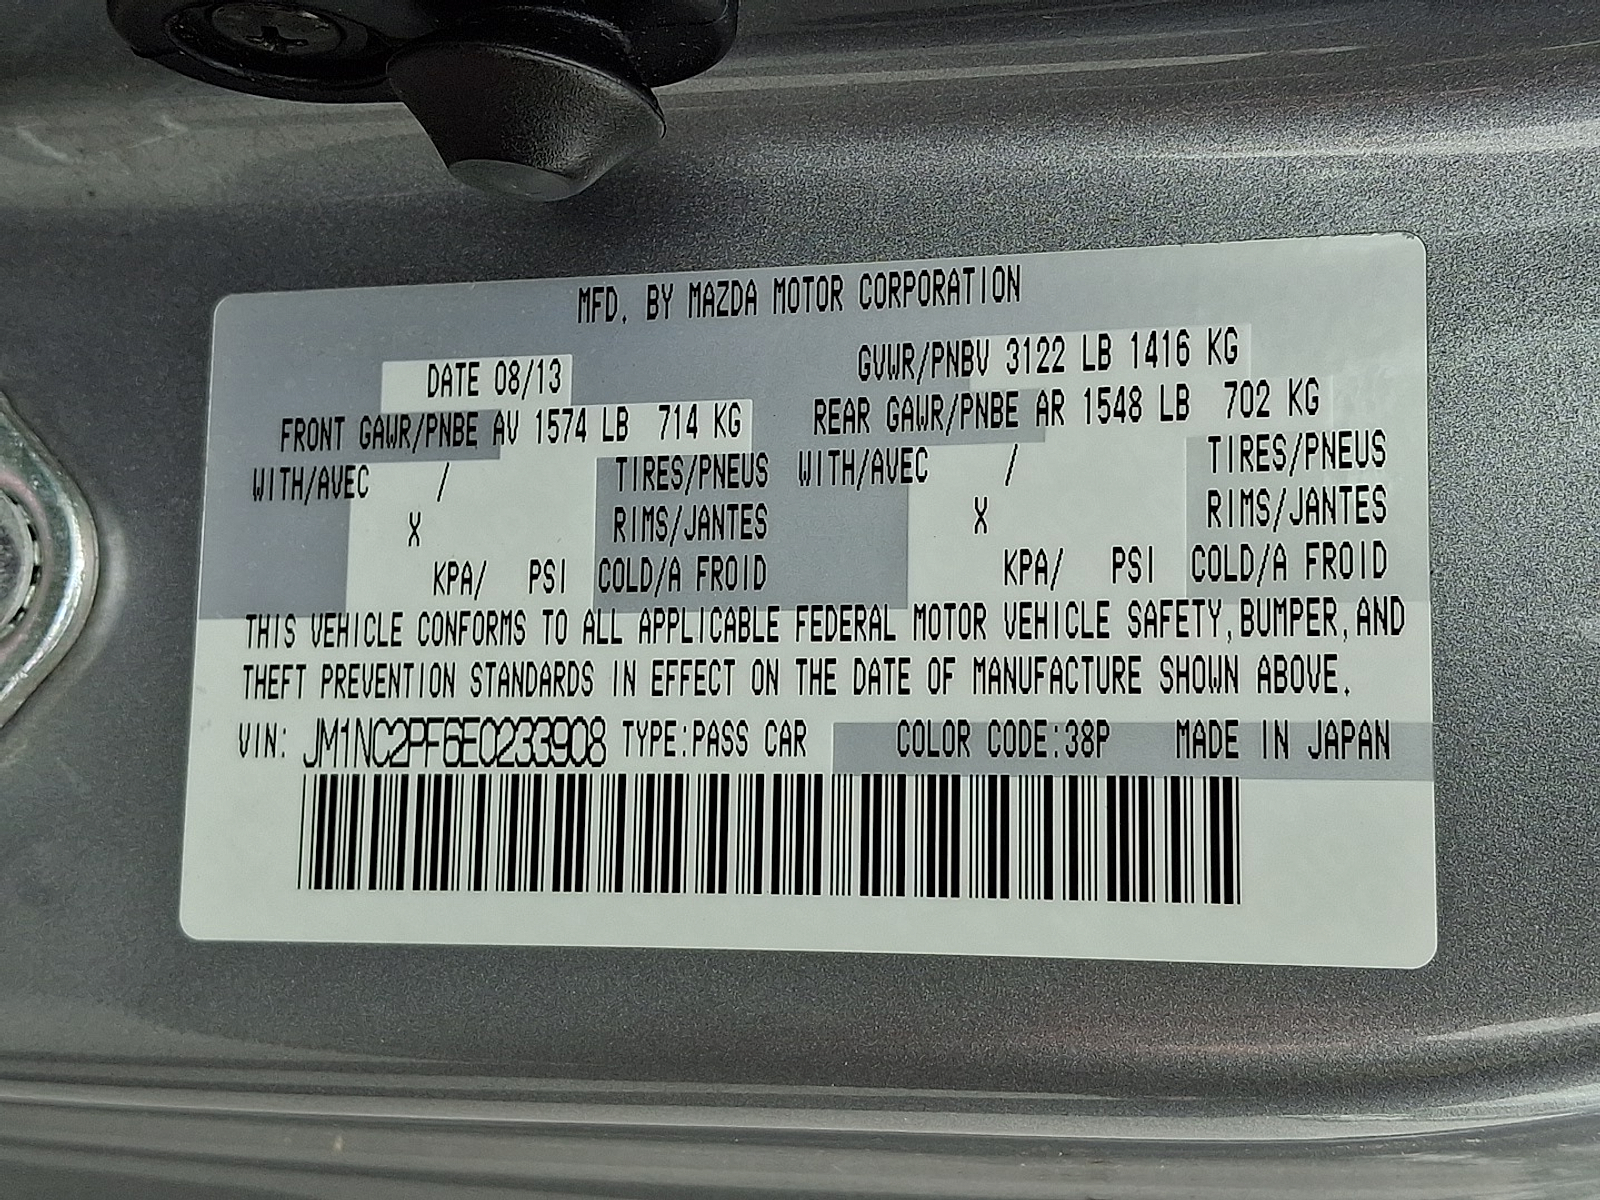 MFD. BY MAZDA MOTOR CORPORATION
DATE 08/13 GVWR/PNBV 3122 LB 1416 KG
FRONT GAWR/PNBE AV 1574 LB 714 KG REAR GAWR/PNBE AR 1548 LB 702 KG
WITH/AVEC / TIRES/PNEUS WITH/AVEC / TIRES/PNEUS
X RIMS/JANTES X RIMS/JANTES
KPA/ PSI COLD/A FROID KPA/ PSI COLD/A FROID
THIS VEHICLE CONFORMS TO ALL APPLICABLE FEDERAL MOTOR VEHICLE SAFETY, BUMPER, AND
THEFT PREVENTION STANDARDS IN EFFECT ON THE DATE OF MANUFACTURE SHOWN ABOVE.
VIN: JM1NC2PF6E0233908 TYPE:PASS CAR COLOR CODE:38P MADE IN JAPAN